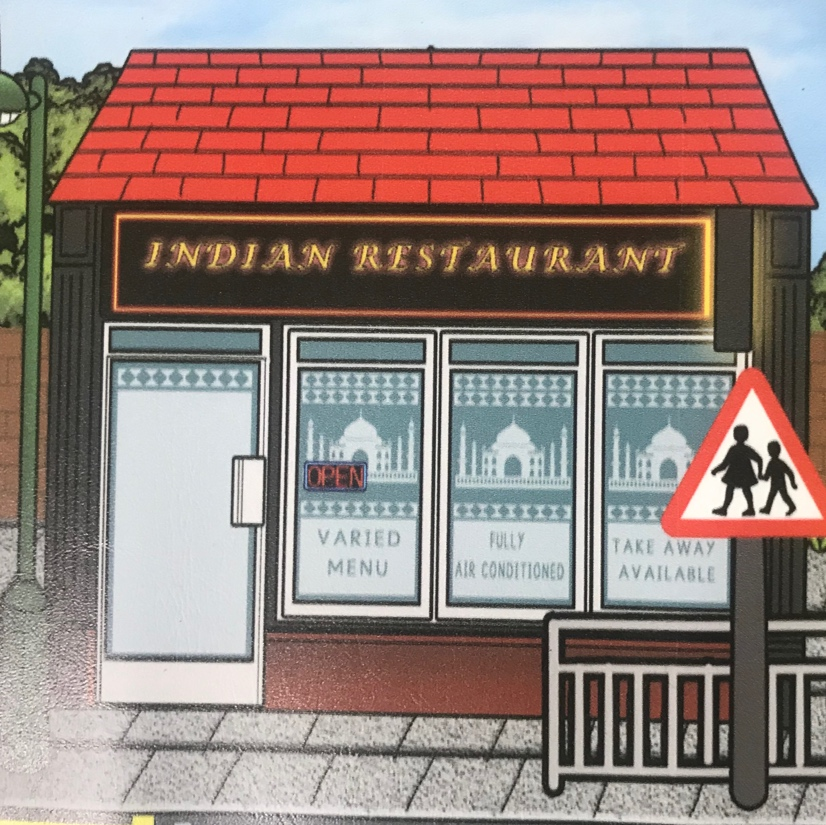 INDIAN RESTAURANT
OPEN
VARIED
MENU
FULLY
AIR CONDITIONED
TAKE AWAY
AVAILABLE